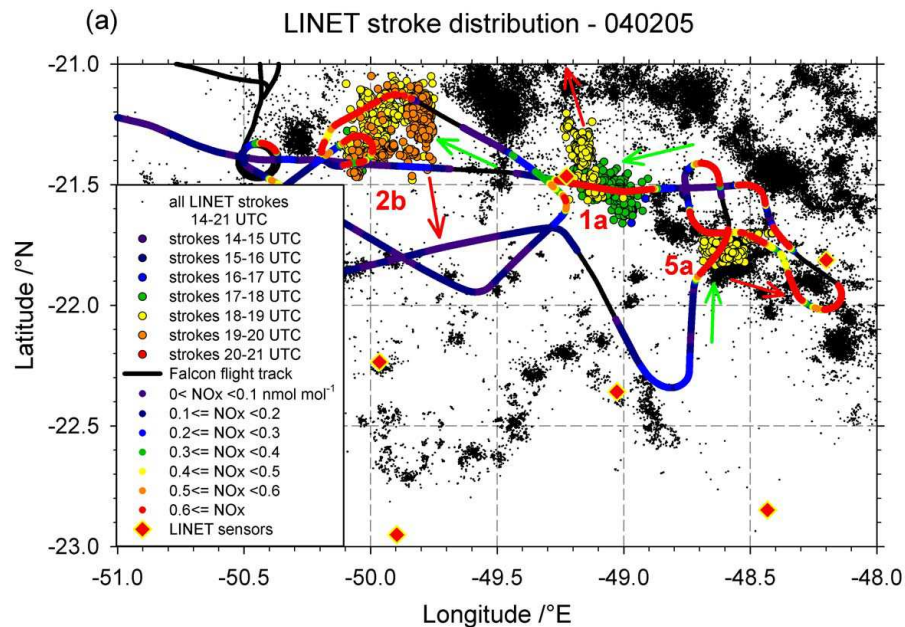 (a) LINET stroke distribution - 040205
Latitude /°N
-21.0
-21.5
-22.0
-22.5
-23.0
2b
1a
5a
all LINET strokes
14-21 UTC
strokes 14-15 UTC
strokes 15-16 UTC
strokes 16-17 UTC
strokes 17-18 UTC
strokes 18-19 UTC
strokes 19-20 UTC
strokes 20-21 UTC
Falcon flight track
0< NOx <0.1 nmol mol⁻¹
0.1<= NOx <0.2
0.2<= NOx <0.3
0.3<= NOx <0.4
0.4<= NOx <0.5
0.5<= NOx <0.6
0.6<= NOx
LINET sensors
-51.0 -50.5 -50.0 -49.5 -49.0 -48.5 -48.0
Longitude /°E